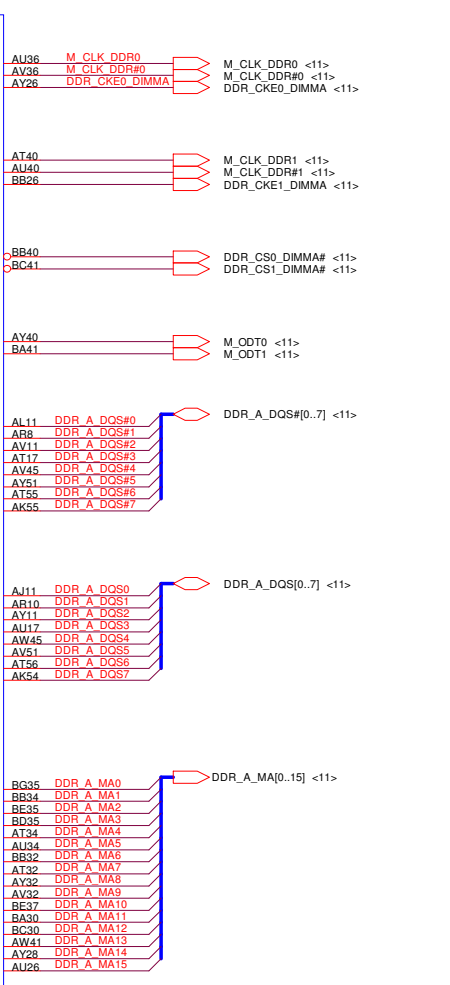 AU36 M_CLK_DDR0 M_CLK_DDR0 <11>
AV36 M_CLK_DDR#0 M_CLK_DDR#0 <11>
AY26 DDR_CKE0_DIMMA DDR_CKE0_DIMMA <11>
AT40 M_CLK_DDR1 <11>
AU40 M_CLK_DDR#1 <11>
BB26 DDR_CKE1_DIMMA <11>
BB40 DDR_CS0_DIMMA# <11>
BC41 DDR_CS1_DIMMA# <11>
AY40 M_ODT0 <11>
BA41 M_ODT1 <11>
DDR_A_DQS#[0..7] <11>
AL11 DDR_A_DQS#0
AR8 DDR_A_DQS#1
AV11 DDR_A_DQS#2
AT17 DDR_A_DQS#3
AV45 DDR_A_DQS#4
AY51 DDR_A_DQS#5
AT55 DDR_A_DQS#6
AK55 DDR_A_DQS#7
DDR_A_DQS[0..7] <11>
AJ11 DDR_A_DQS0
AR10 DDR_A_DQS1
AY11 DDR_A_DQS2
AU17 DDR_A_DQS3
AW45 DDR_A_DQS4
AV51 DDR_A_DQS5
AT56 DDR_A_DQS6
AK54 DDR_A_DQS7
DDR_A_MA[0..15] <11>
BG35 DDR_A_MA0
BB34 DDR_A_MA1
BE35 DDR_A_MA2
BD35 DDR_A_MA3
AT34 DDR_A_MA4
AU34 DDR_A_MA5
BB32 DDR_A_MA6
AT32 DDR_A_MA7
AY32 DDR_A_MA8
AV32 DDR_A_MA9
BE37 DDR_A_MA10
BA30 DDR_A_MA11
BC30 DDR_A_MA12
AW41 DDR_A_MA13
AY28 DDR_A_MA14
AU26 DDR_A_MA15